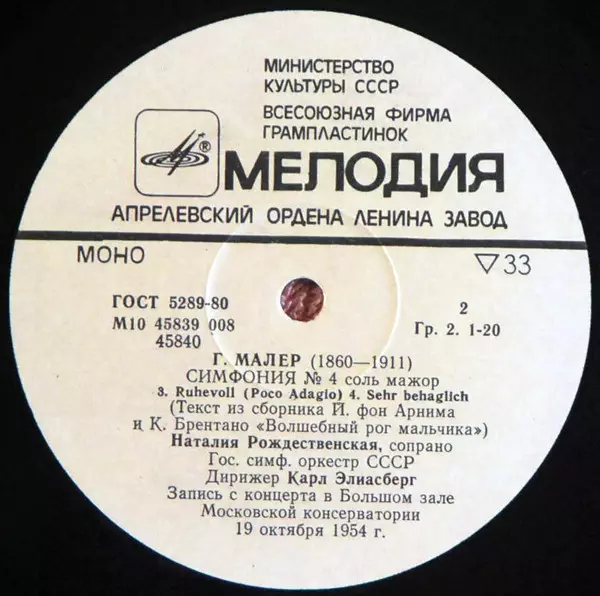 МИНИСТЕРСТВО
КУЛЬТУРЫ СССР
ВСЕСОЮЗНАЯ ФИРМА
ГРАМПЛАСТИНОК
®
МЕЛОДИЯ
АПРЕЛЕВСКИЙ ОРДЕНА ЛЕНИНА ЗАВОД
МОНО
▽33
ГОСТ 5289-80
2
М10 45839 008
Гр. 2. 1-20
45840
Г. МАЛЕР (1860—1911)
СИМФОНИЯ № 4 соль мажор
3. Ruhevoll (Poco Adagio) 4. Sehr behaglich
(Текст из сборника Й. фон Арнима
и К. Брентано «Волшебный рог мальчика»)
Наталия Рождественская, сопрано
Гос. симф. оркестр СССР
Дирижер Карл Элиасберг
Запись с концерта в Большом зале
Московской консерватории
19 октября 1954 г.